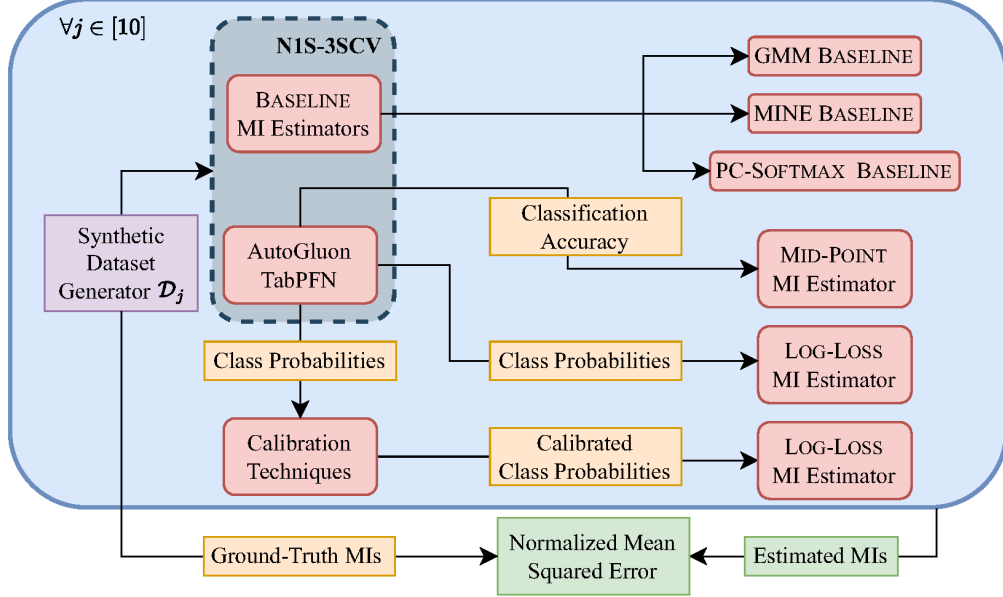 ∀j ∈ [10]
N1S-3SCV
BASELINE
MI Estimators
GMM BASELINE
MINE BASELINE
PC-SOFTMAX BASELINE
Synthetic
Dataset
Generator 𝓓ⱼ
AutoGluon
TabPFN
Classification
Accuracy
MID-POINT
MI Estimator
Class Probabilities
Class Probabilities
LOG-LOSS
MI Estimator
Calibration
Techniques
Calibrated
Class Probabilities
LOG-LOSS
MI Estimator
Ground-Truth MIs
Normalized Mean
Squared Error
Estimated MIs